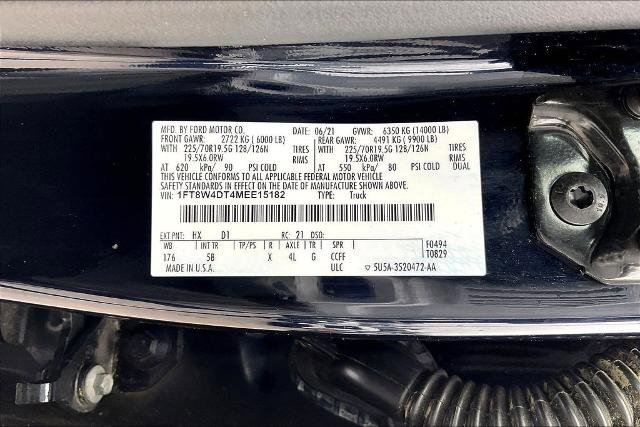 MFD. BY FORD MOTOR CO. 06/21 GVWR: 6350 KG (14000 LB)
FRONT GAWR: 2722 KG (6000 LB) REAR GAWR: 4491 KG (9900 LB)
WITH 225/70R19.5G 128/126N TIRES WITH 225/70R19.5G 128/126N TIRES
19.5X6.0RW RIMS 19.5X6.0RW RIMS
AT 620 kPa/ 90 PSI COLD AT 550 kPa/ 80 PSI COLD DUAL
THIS VEHICLE CONFORMS TO ALL APPLICABLE FEDERAL MOTOR VEHICLE
SAFETY STANDARDS IN EFFECT ON THE DATE OF MANUFACTURE SHOWN ABOVE.
VIN: 1FT8W4DT4MEE15182 TYPE: Truck
EXT PNT: HX D1 RC: 21 DSO:
WB INT TR TP/PS R AXLE TR SPR F0494
176 5B X 4L G CCFF T0829
MADE IN U.S.A. ULC 5U5A-3520472-AA